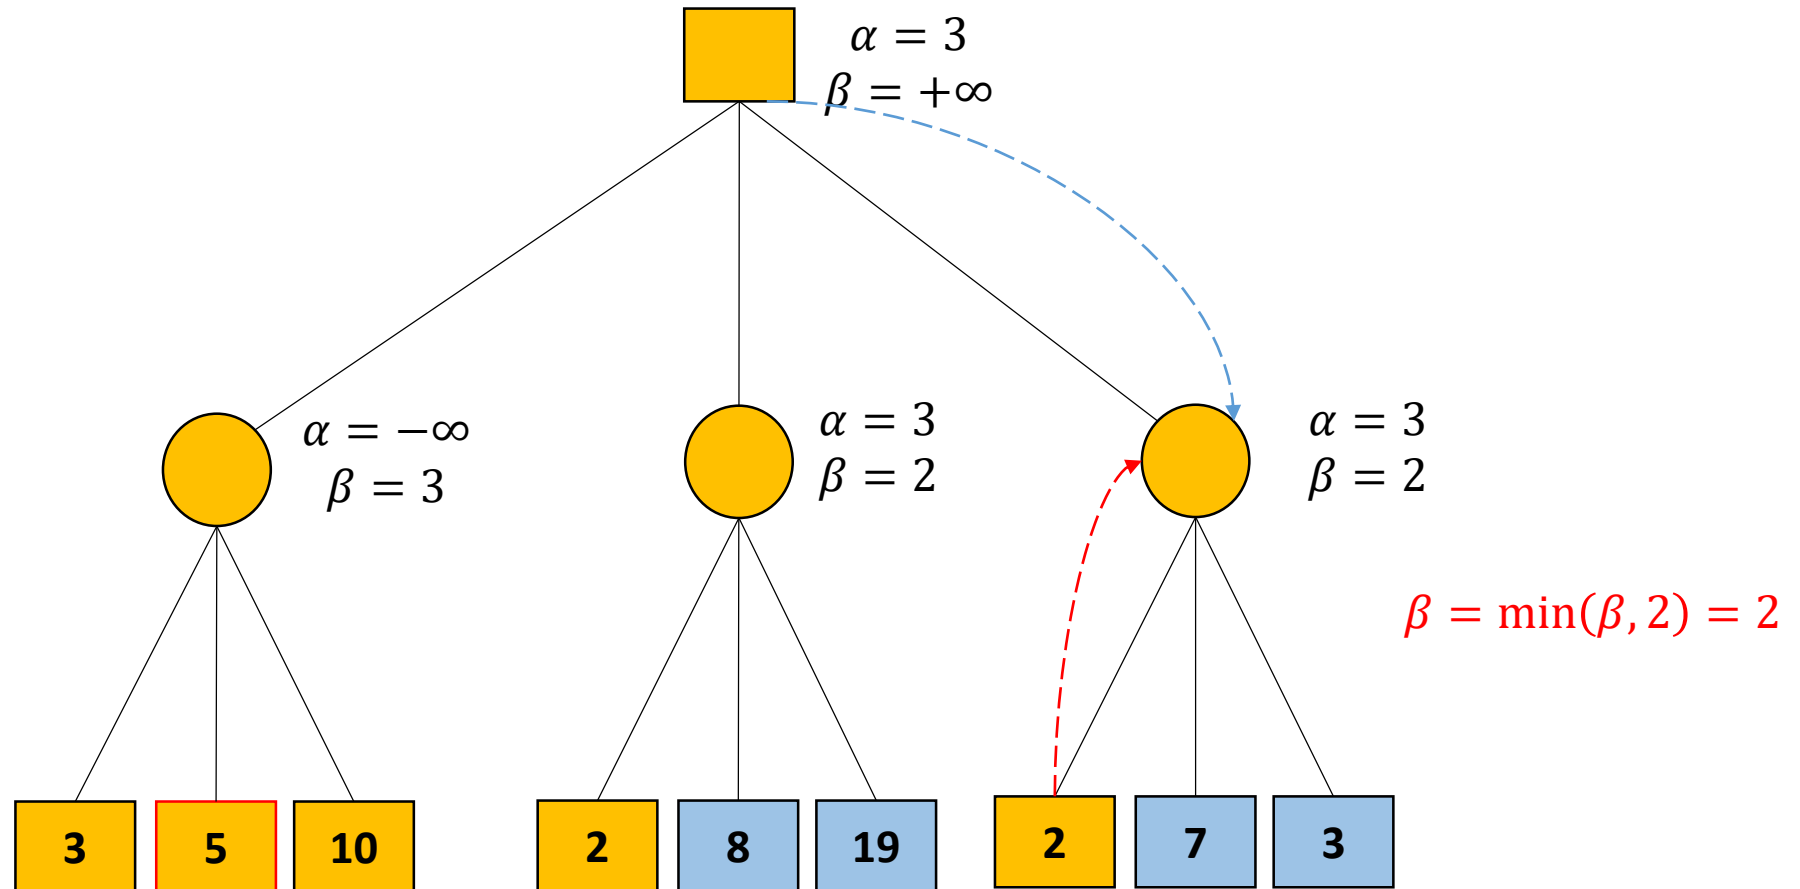 α = 3
β = +∞
α = −∞
β = 3
α = 3
β = 2
α = 3
β = 2
β = min(β, 2) = 2
3 5 10 2 8 19 2 7 3